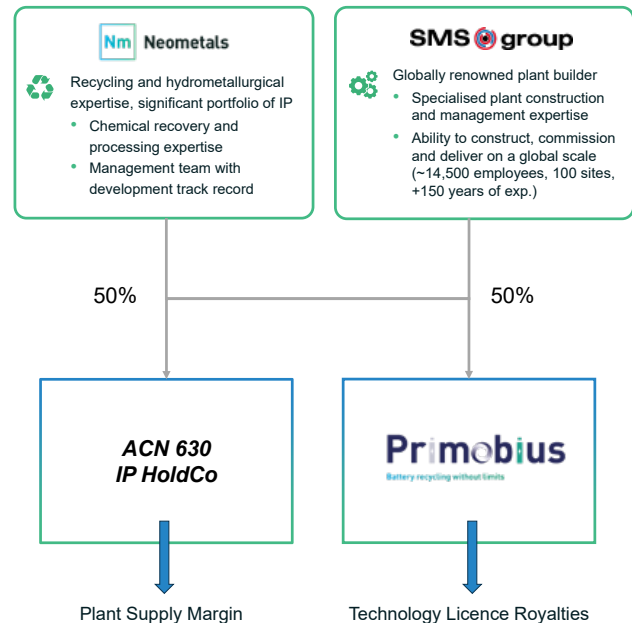 Nm Neometals
Recycling and hydrometallurgical
expertise, significant portfolio of IP
• Chemical recovery and
processing expertise
• Management team with
development track record
SMS group
Globally renowned plant builder
• Specialised plant construction
and management expertise
• Ability to construct, commission
and deliver on a global scale
(~14,500 employees, 100 sites,
+150 years of exp.)
50%
50%
ACN 630
IP HoldCo
Primobius
Battery recycling without limits
Plant Supply Margin
Technology Licence Royalties